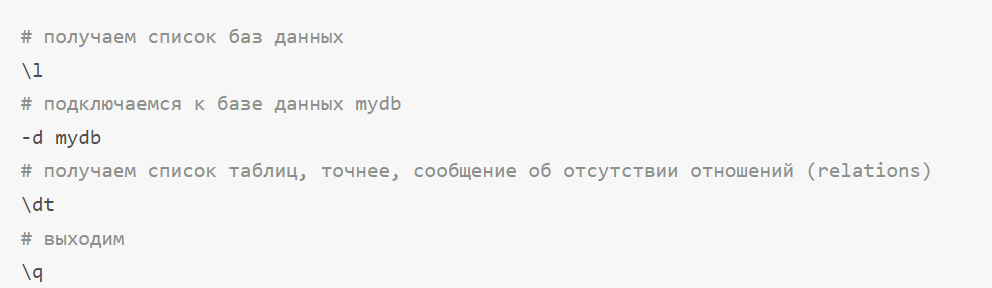 # получаем список баз данных
\l
# подключаемся к базе данных mydb
-d mydb
# получаем список таблиц, точнее, сообщение об отсутствии отношений (relations)
\dt
# выходим
\q